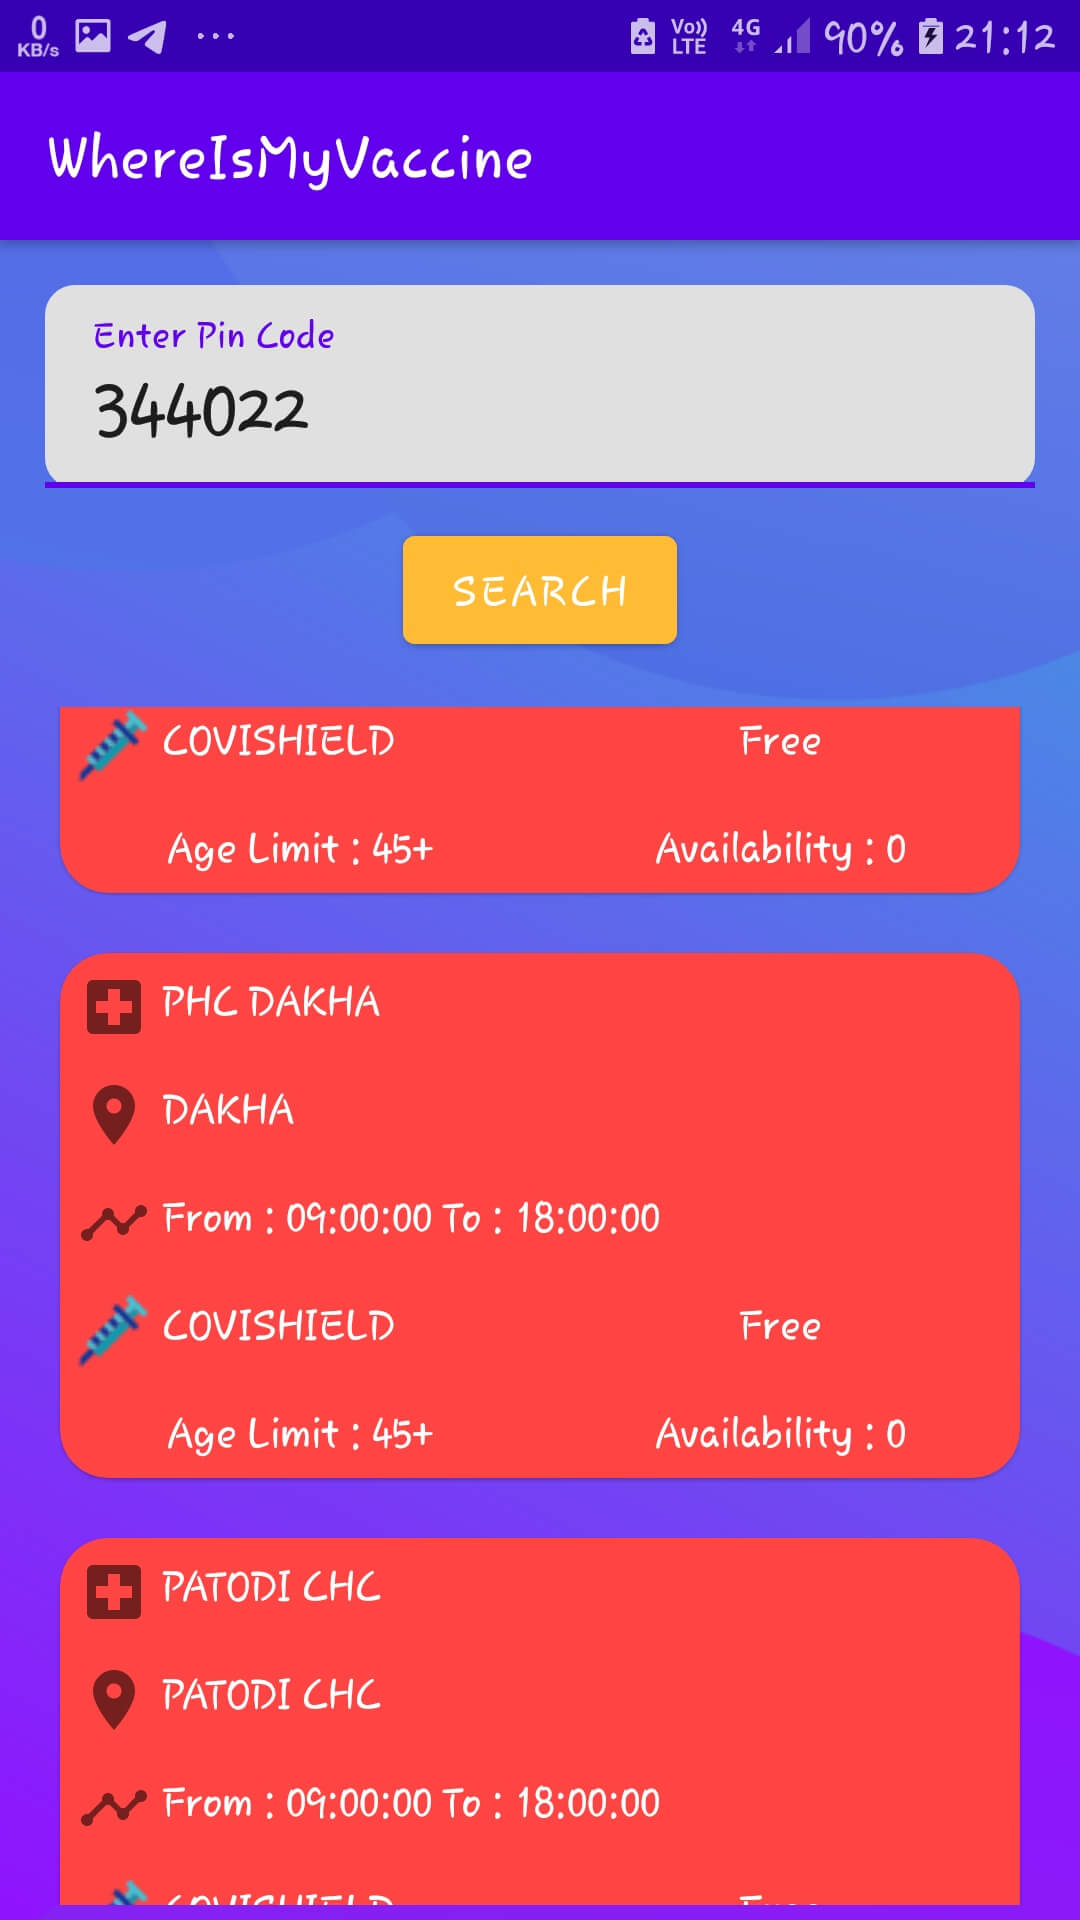 0 KB/s Vo)) LTE 4G 90% 21:12
WhereIsMyVaccine
Enter Pin Code
344022
SEARCH
COVISHIELD Free
Age Limit : 45+ Availability : 0
PHC DAKHA
DAKHA
From : 09:00:00 To : 18:00:00
COVISHIELD Free
Age Limit : 45+ Availability : 0
PATODI CHC
PATODI CHC
From : 09:00:00 To : 18:00:00
COVISHIELD Free